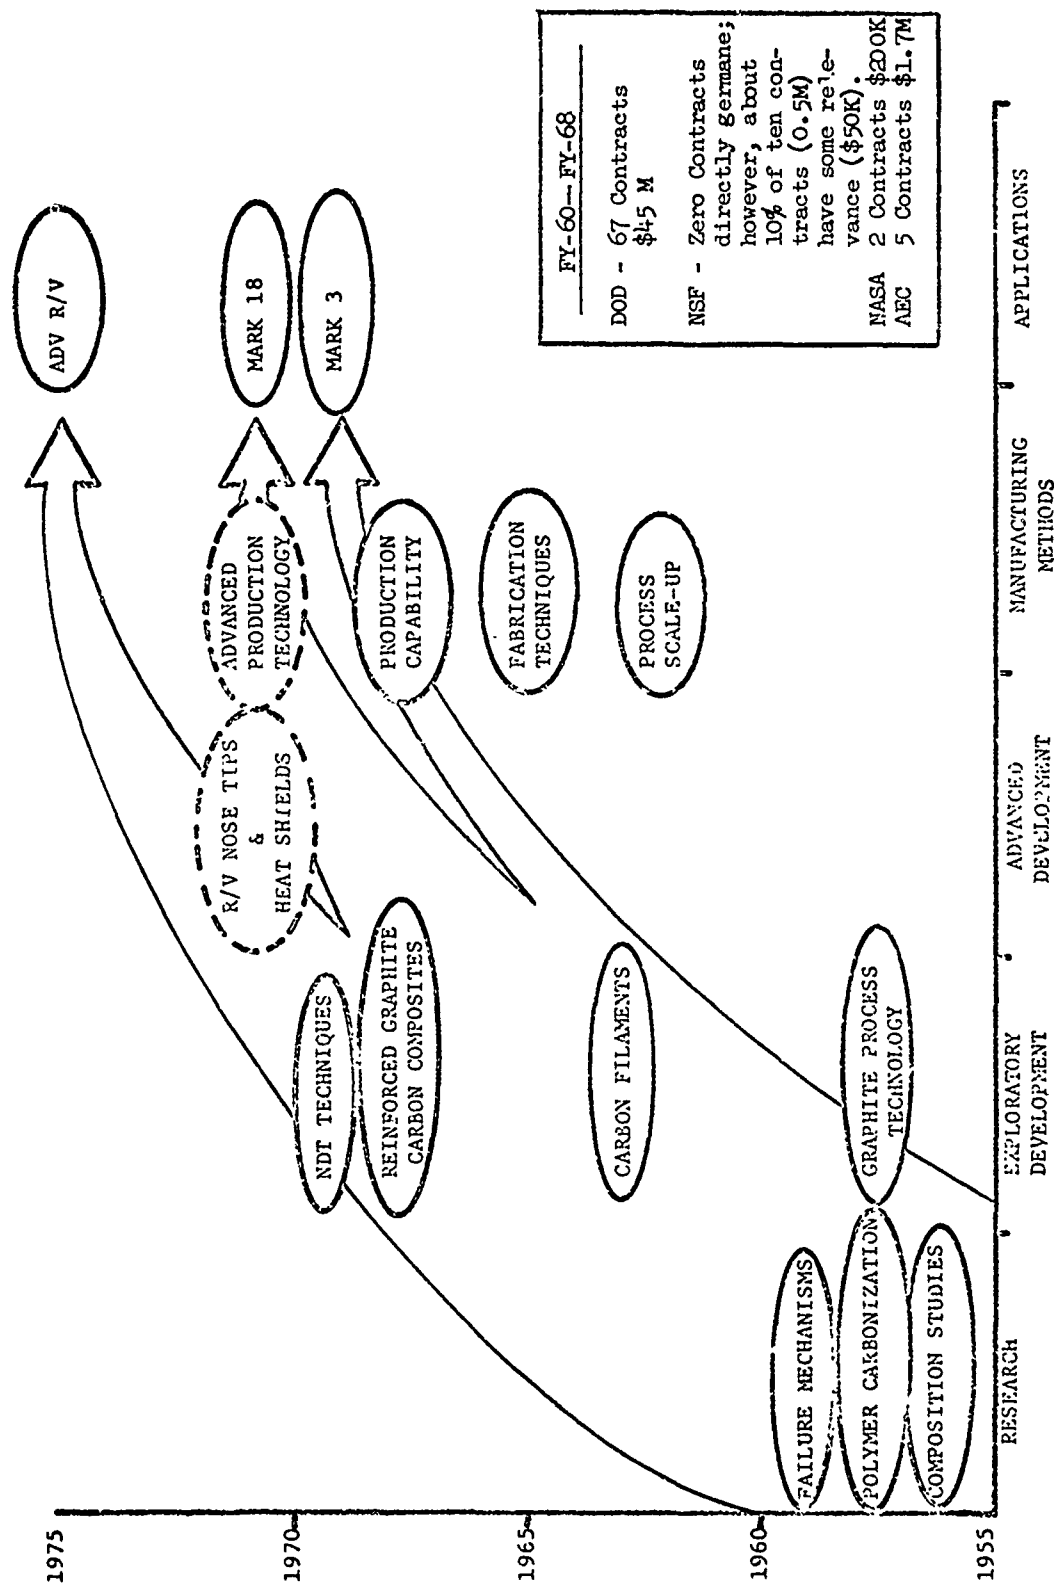 1975
1970
1965
1960
1955
ADV R/V
MARK 18
MARK 3
ADVANCED
PRODUCTION
TECHNOLOGY
R/V NOSE TIPS
&
HEAT SHIELDS
PRODUCTION
CAPABILITY
FABRICATION
TECHNIQUES
PROCESS
SCALE-UP
NDT TECHNIQUES
REINFORCED GRAPHITE
CARBON COMPOSITES
CARBON FILAMENTS
GRAPHITE PROCESS
TECHNOLOGY
FAILURE MECHANISMS
POLYMER CARBONIZATION
COMPOSITION STUDIES
FY-60—FY-68
DOD - 67 Contracts
$45 M
NSF - Zero Contracts
directly germane;
however, about
10% of ten con-
tracts (0.5M)
have some rele-
vance ($50K).
NASA 2 Contracts $200K
AEC 5 Contracts $1.7M
RESEARCH
EXPLORATORY
DEVELOPMENT
ADVANCED
DEVELOPMENT
MANUFACTURING
METHODS
APPLICATIONS